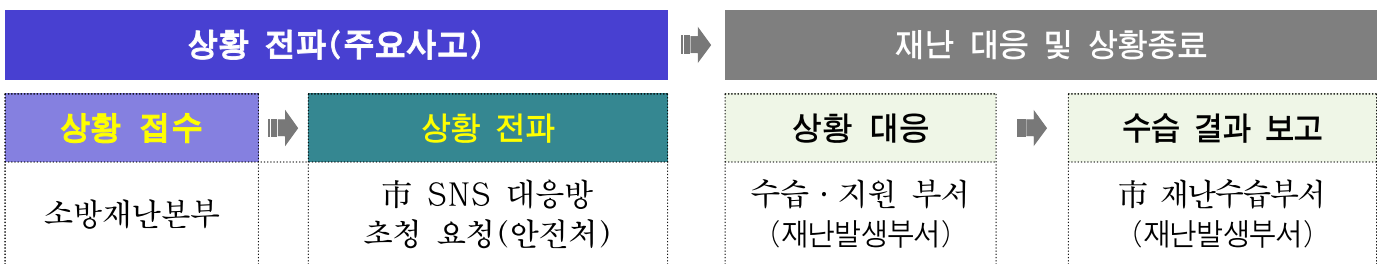 상황 전파(주요사고)
재난 대응 및 상황종료
상황 접수
상황 전파
상황 대응
수습 결과 보고
소방재난본부
市 SNS 대응방
초청 요청(안전처)
수습·지원 부서
(재난발생부서)
市 재난수습부서
(재난발생부서)